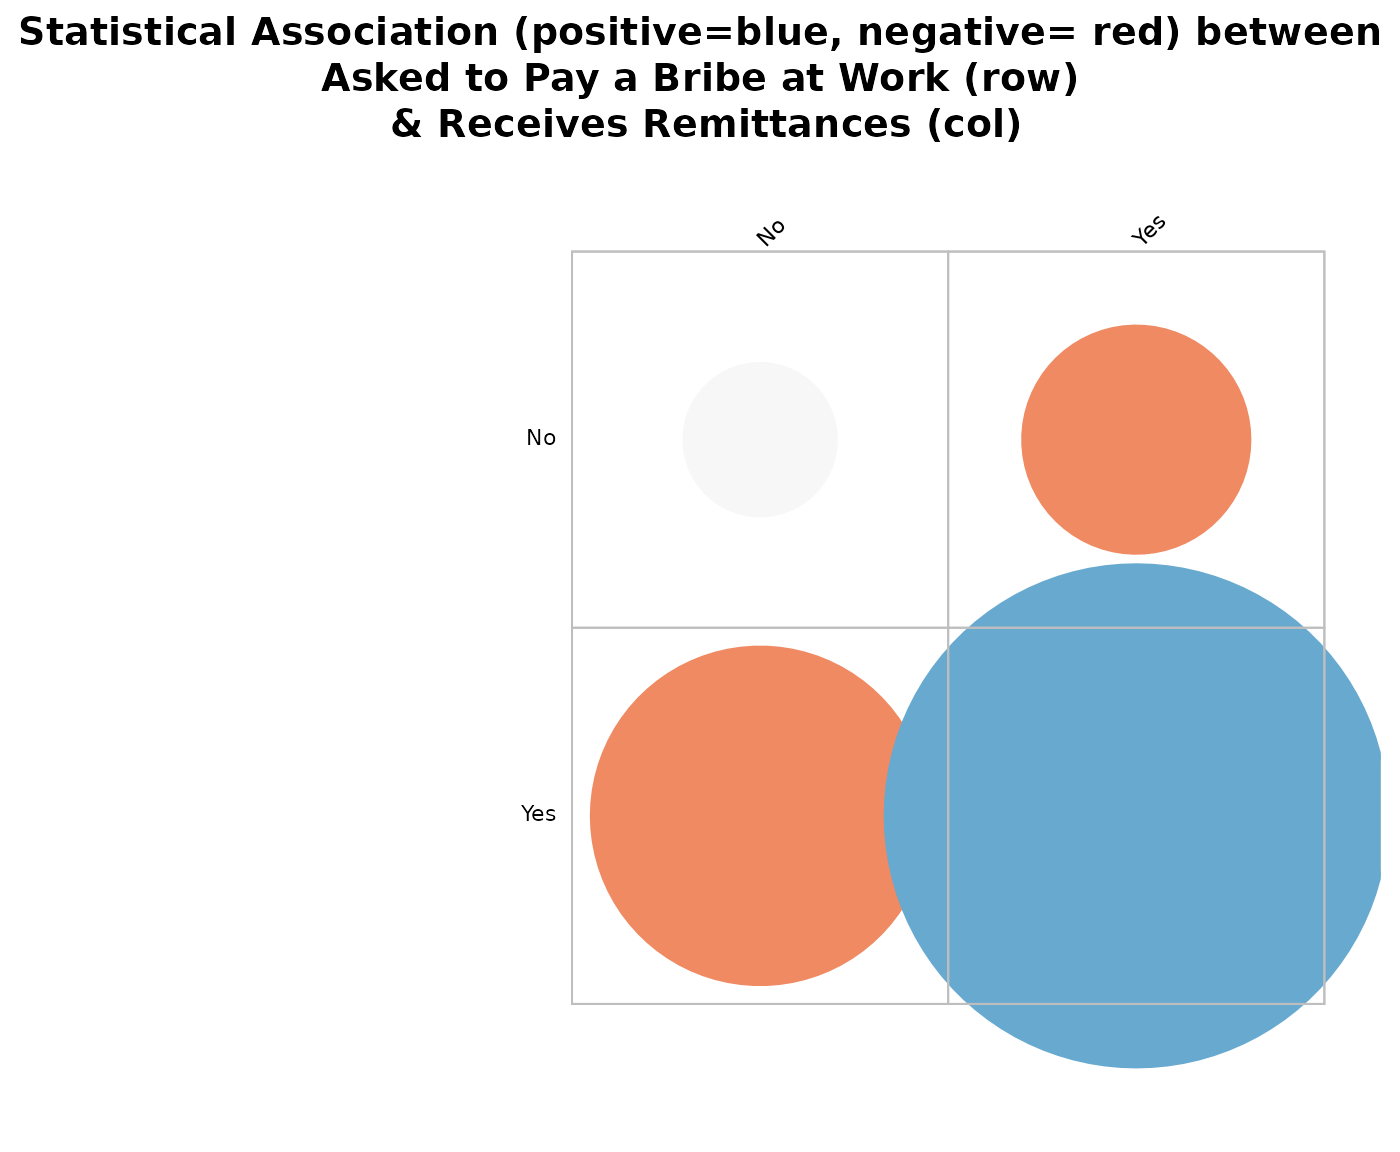 Statistical Association (positive=blue, negative= red) between
Asked to Pay a Bribe at Work (row)
& Receives Remittances (col)
No
Yes
No
Yes